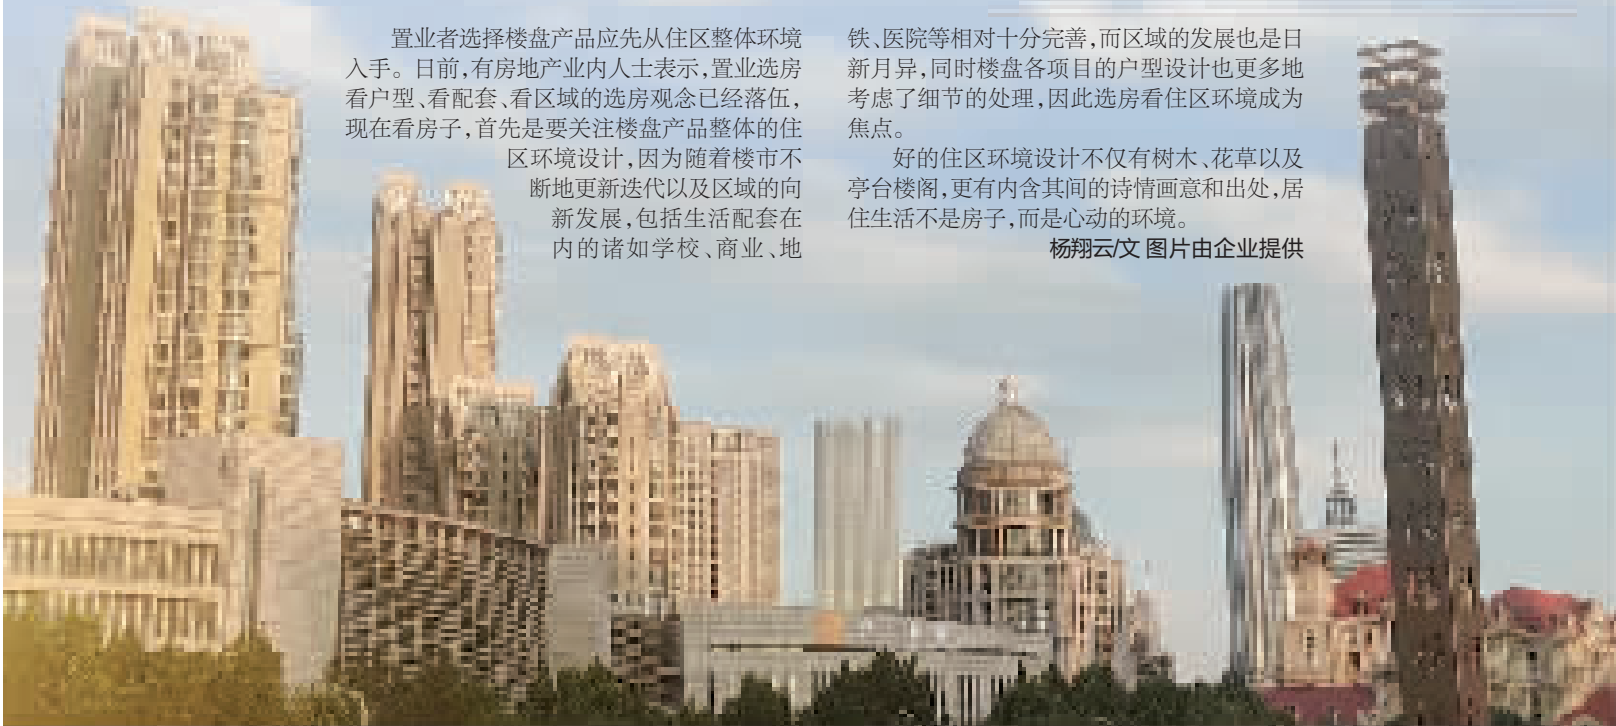 置业者选择楼盘产品应先从住区整体环境
入手。日前,有房地产业内人士表示,置业选房
看户型、看配套、看区域的选房观念已经落伍,
现在看房子,首先是要关注楼盘产品整体的住
区环境设计,因为随着楼市不
断地更新迭代以及区域的向
新发展,包括生活配套在
内的诸如学校、商业、地
铁、医院等相对十分完善,而区域的发展也是日
新月异,同时楼盘各项目的户型设计也更多地
考虑了细节的处理,因此选房看住区环境成为
焦点。
好的住区环境设计不仅有树木、花草以及
亭台楼阁,更有内含其间的诗情画意和出处,居
住生活不是房子,而是心动的环境。
杨翔云/文 图片由企业提供